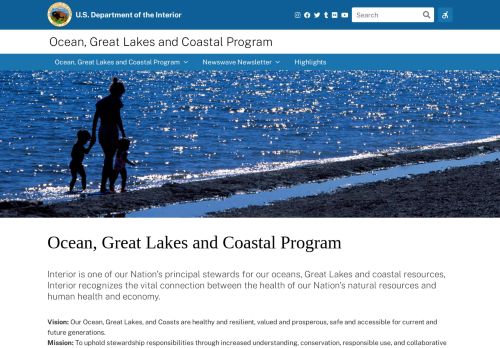 U.S. Department of the Interior
Search
Ocean, Great Lakes and Coastal Program
Ocean, Great Lakes and Coastal Program Newswave Newsletter Highlights
Ocean, Great Lakes and Coastal Program
Interior is one of our Nation's principal stewards for our oceans, Great Lakes and coastal resources,
Interior recognizes the vital connection between the health of our Nation's natural resources and
human health and economy.
Vision: Our Ocean, Great Lakes, and Coasts are healthy and resilient, valued and prosperous, safe and accessible for current and
future generations.
Mission: To uphold stewardship responsibilities through increased understanding, conservation, responsible use, and collaborative